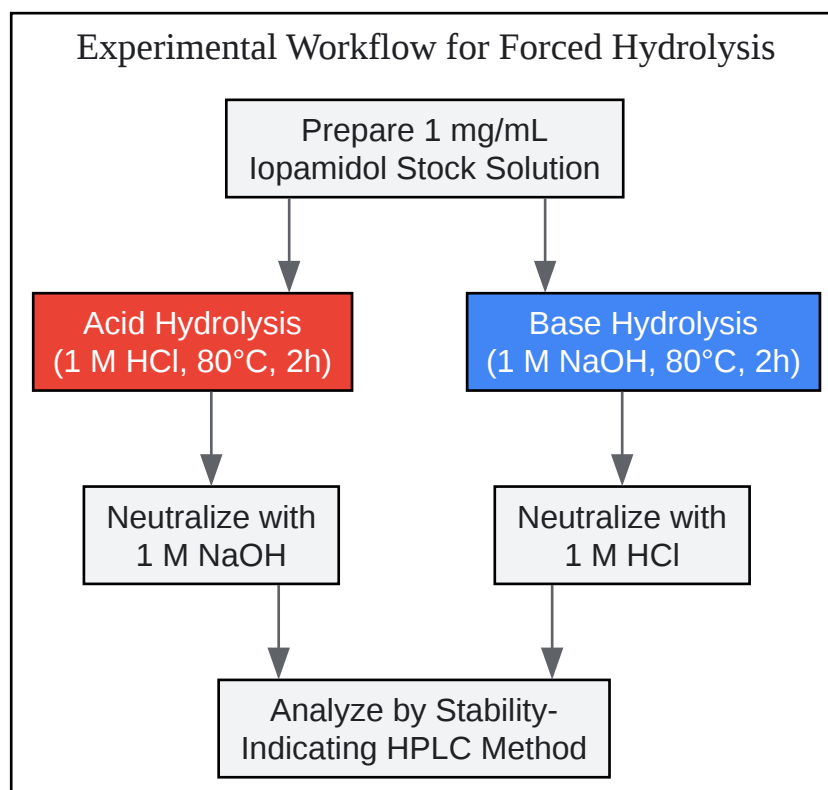 Experimental Workflow for Forced Hydrolysis
Prepare 1 mg/mL
Iopamidol Stock Solution
Acid Hydrolysis
(1 M HCl, 80°C, 2h)
Base Hydrolysis
(1 M NaOH, 80°C, 2h)
Neutralize with
1 M NaOH
Neutralize with
1 M HCl
Analyze by Stability-
Indicating HPLC Method